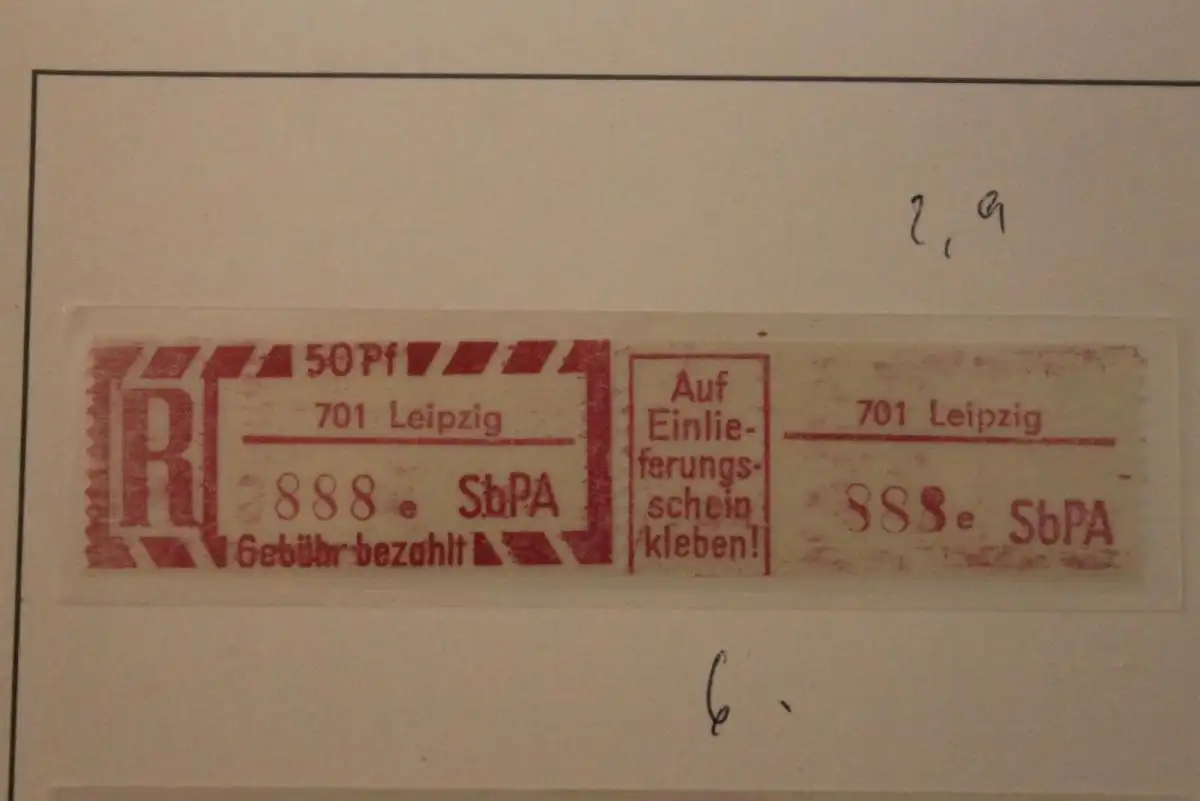 2, 9
50 Pf
R
701 Leipzig
888 e SbPA
Gebühr bezahlt
Auf
Einlie-
ferungs-
schein
kleben!
701 Leipzig
888 e SbPA
6.